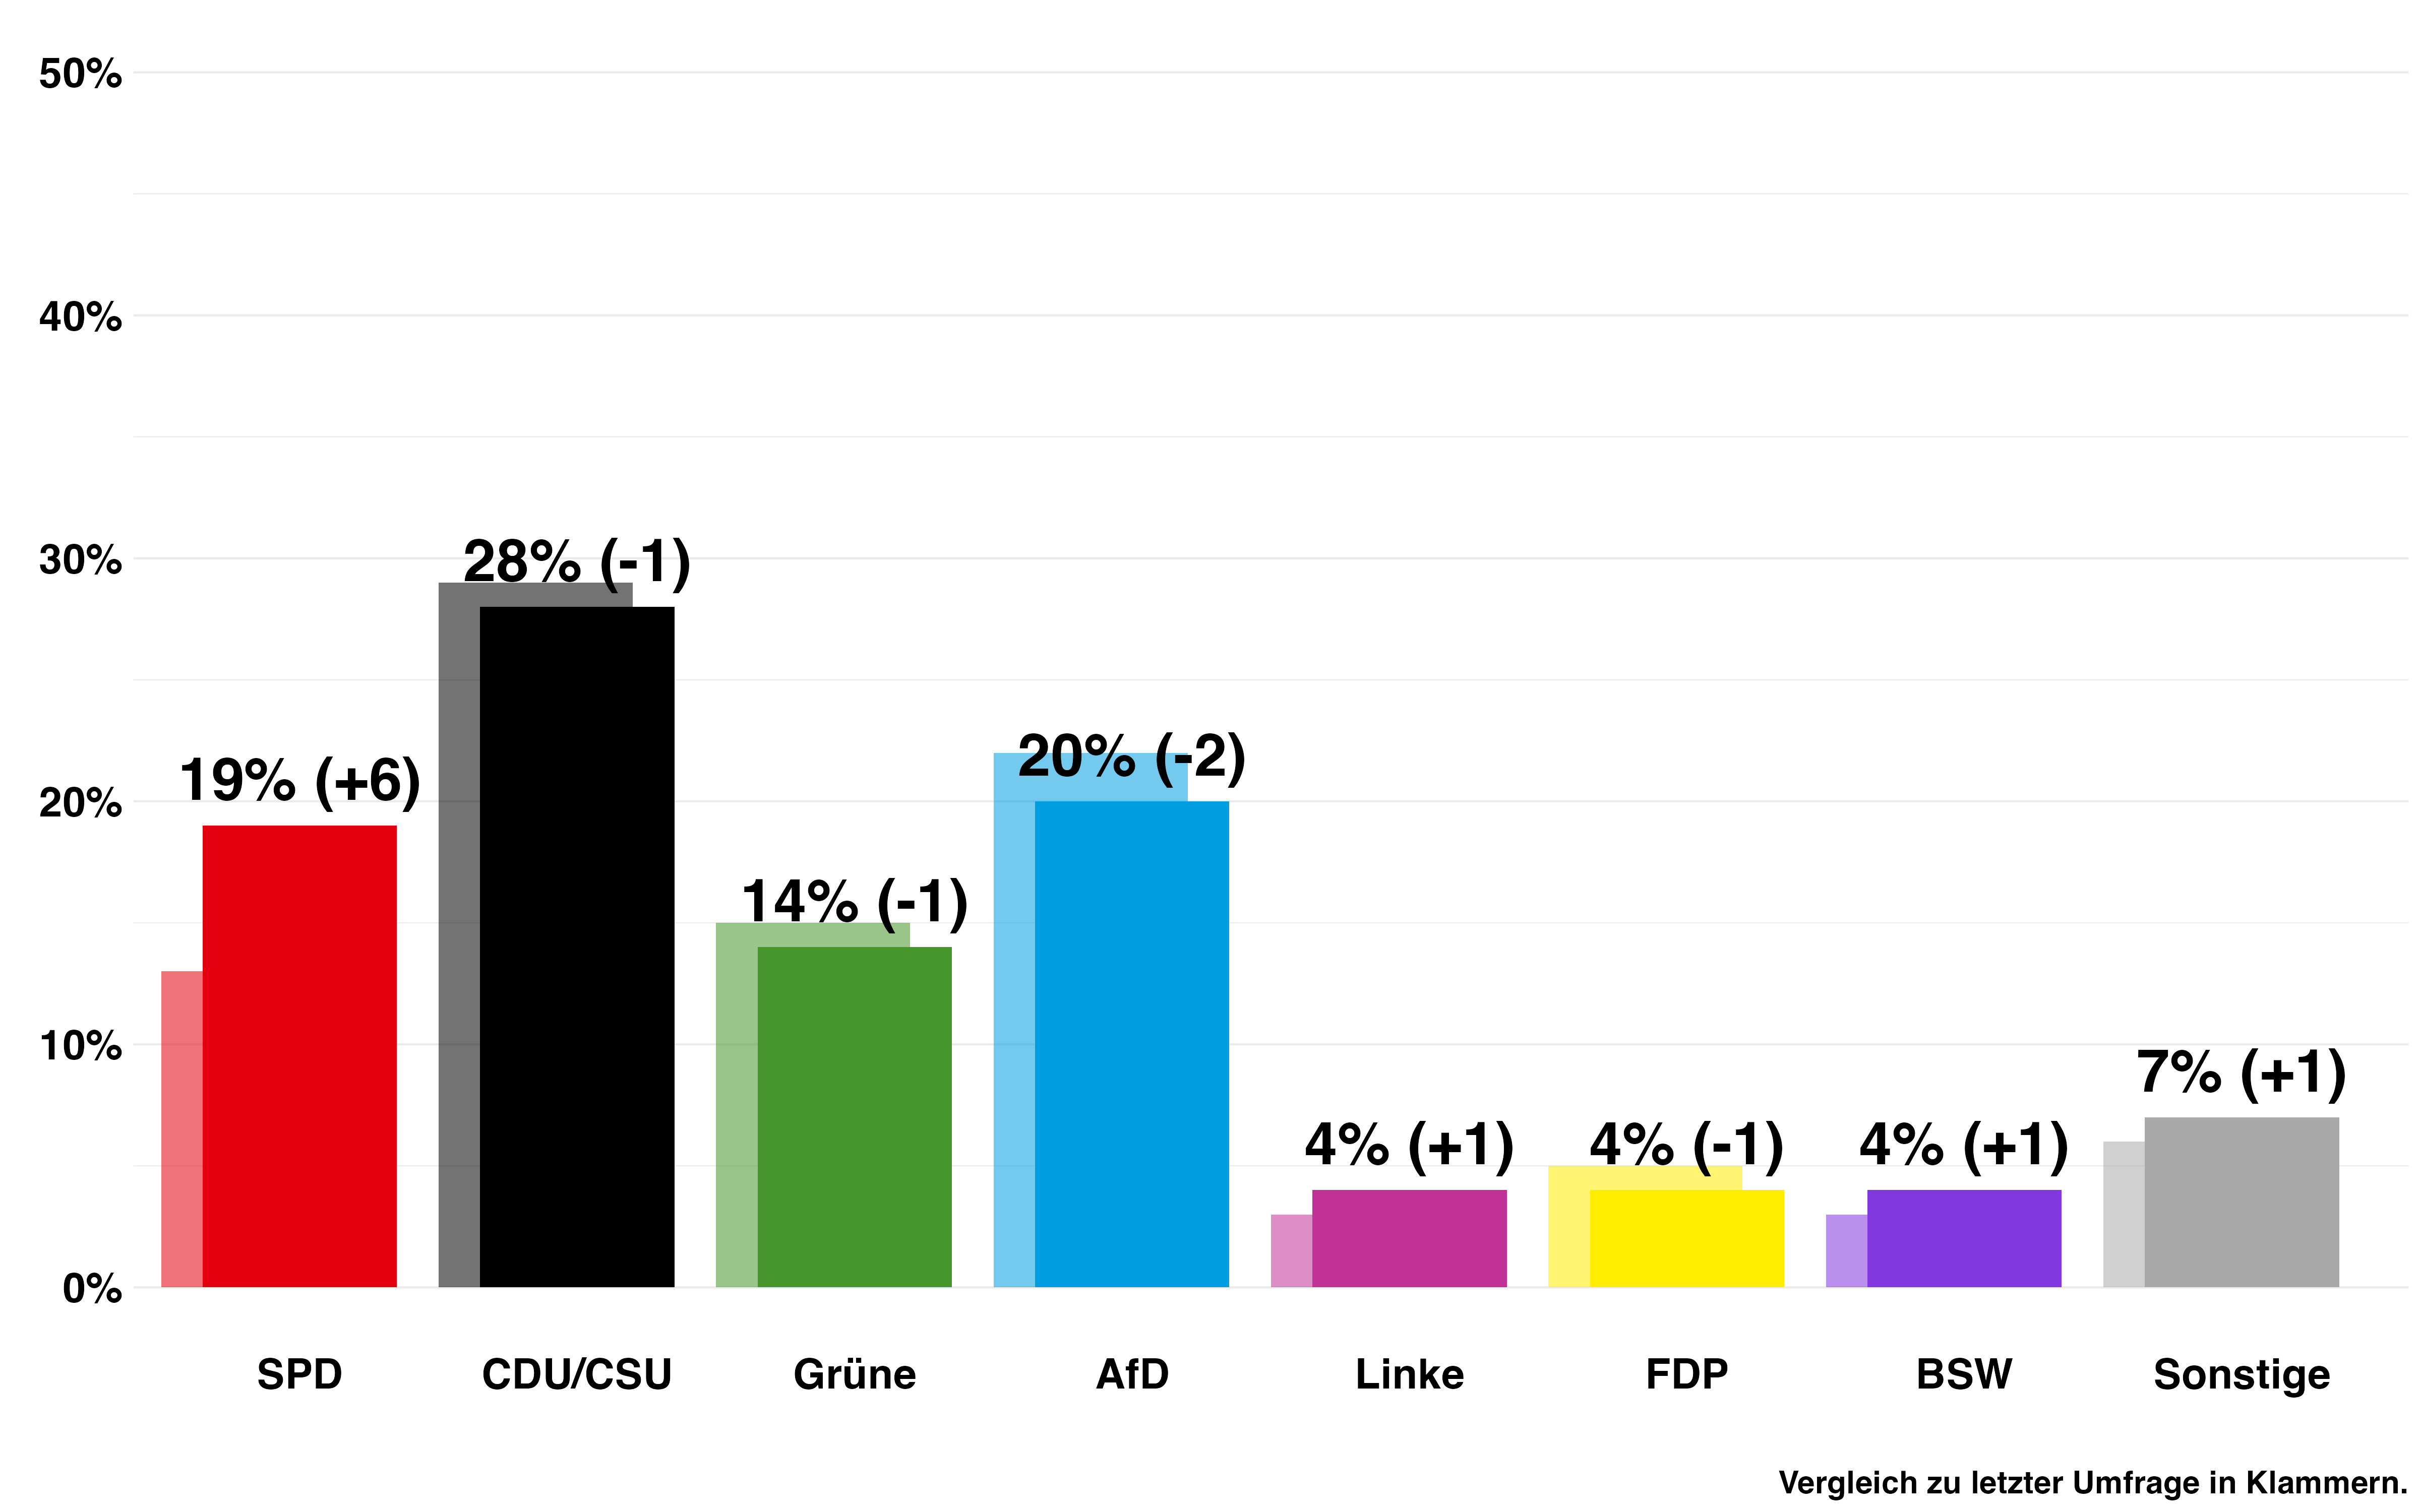 50%
40%
30%
20%
10%
0%
19% (+6)
28% (-1)
14% (-1)
20% (-2)
4% (+1)
4% (-1)
4% (+1)
7% (+1)
SPD
CDU/CSU
Grüne
AfD
Linke
FDP
BSW
Sonstige
Vergleich zu letzter Umfrage in Klammern.